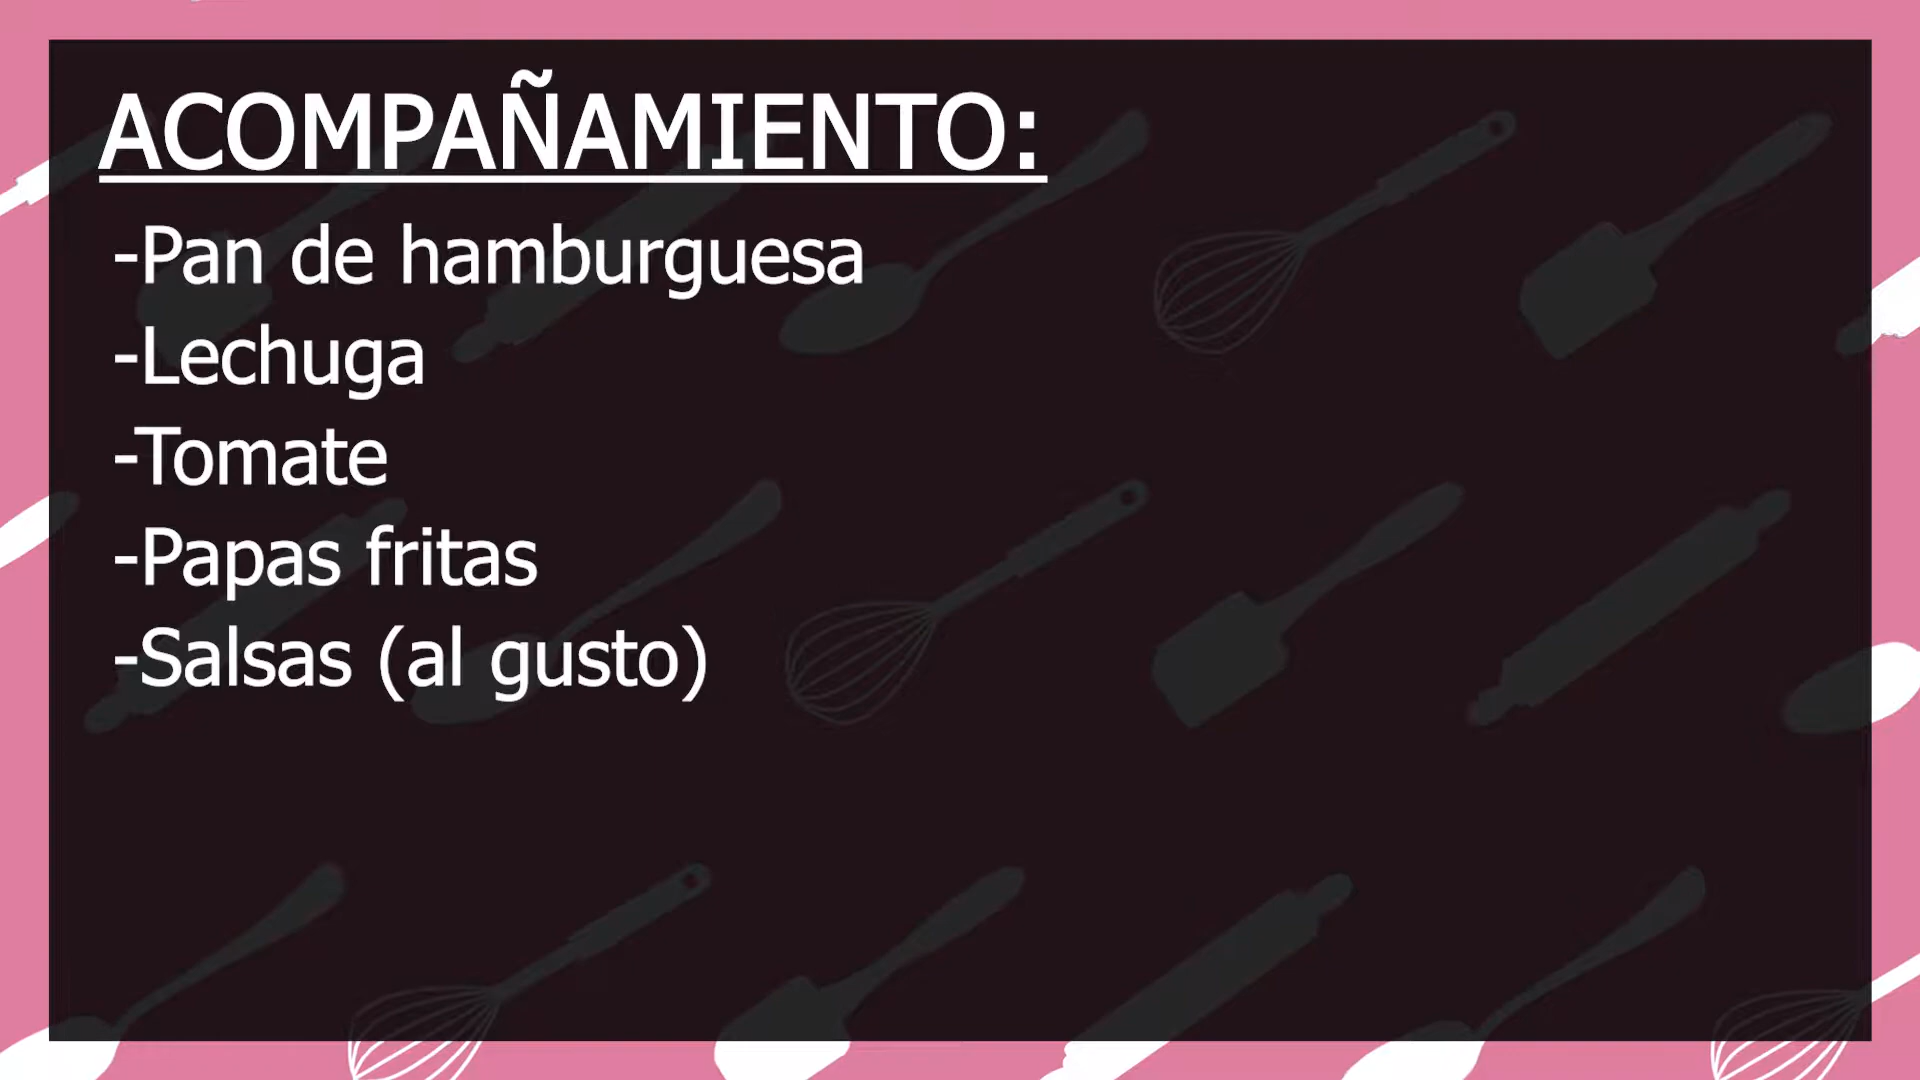 ACOMPAÑAMIENTO:
-Pan de hamburguesa
-Lechuga
-Tomate
-Papas fritas
-Salsas (al gusto)